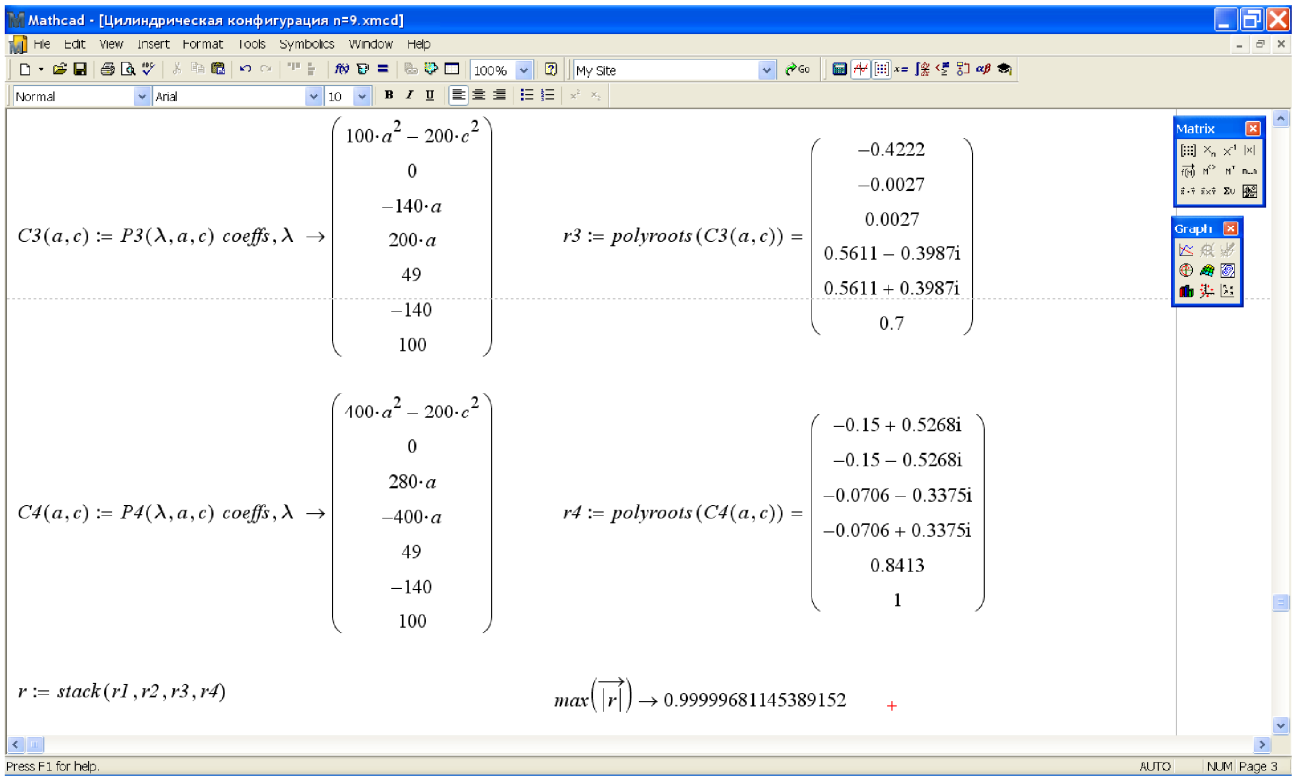 Mathcad - [Цилиндрическая конфигурация n=9.xmcd]
File Edit View Insert Format Tools Symbolics Window Help
100% My Site Go
Normal Arial 10 B I U
Matrix
Graph
C3(a,c) := P3(λ,a,c) coeffs,λ →
100·a² − 200·c²
0
−140·a
200·a
49
−140
100
r3 := polyroots(C3(a,c)) =
−0.4222
−0.0027
0.0027
0.5611 − 0.3987i
0.5611 + 0.3987i
0.7
C4(a,c) := P4(λ,a,c) coeffs,λ →
400·a² − 200·c²
0
280·a
−400·a
49
−140
100
r4 := polyroots(C4(a,c)) =
−0.15 + 0.5268i
−0.15 − 0.5268i
−0.0706 − 0.3375i
−0.0706 + 0.3375i
0.8413
1
r := stack(r1,r2,r3,r4)
max(|r|) → 0.99999681145389152
Press F1 for help. AUTO NUM Page 3